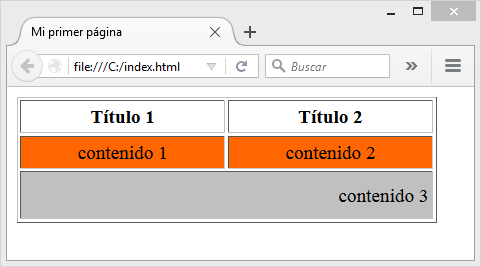 Mi primer página
file:///C:/index.html
Buscar
Título 1 Título 2
contenido 1 contenido 2
contenido 3